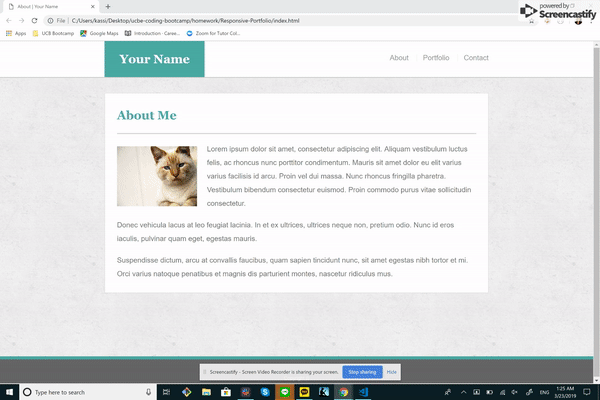 About | Your Name
powered by
Screencastify
File | C:/Users/kassi/Desktop/ucbe-coding-bootcamp/homework/Responsive-Portfolio/index.html
Apps
Bootcamp
UCB Bootcamp
Google Maps
Introduction · Caree...
Zoom for Tutor Col...
Your Name
About
Portfolio
Contact
About Me
Lorem ipsum dolor sit amet, consectetur adipiscing elit. Aliquam vestibulum luctus
felis, ac rhoncus nunc porttitor condimentum. Mauris sit amet dolor eu elit varius
varius facilisis id arcu. Proin vel dui massa. Nunc rhoncus fringilla pharetra.
Vestibulum bibendum consectetur euismod. Proin commodo purus vitae sollicitudin
consectetur.
Donec vehicula lacus at leo feugiat lacinia. In et ex ultrices, ultrices neque non, pretium odio. Nunc id eros
iaculis, pulvinar quam eget, egestas mauris.
Suspendisse dictum, arcu at convallis faucibus, quam sapien tincidunt nunc, sit amet egestas nibh tortor et mi.
Orci varius natoque penatibus et magnis dis parturient montes, nascetur ridiculus mus.
Screencastify - Screen Video Recorder is sharing your screen.
Stop sharing
Hide
Type here to search
ENG
1:25 AM
5/23/2019